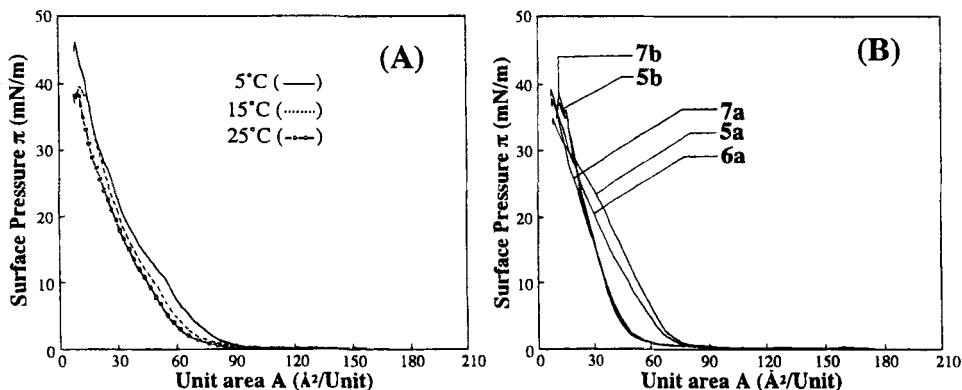 (A)
Surface Pressure π (mN/m)
50
40
30
20
10
0
5°C (——)
15°C (········)
25°C (-o-o-)
0 30 60 90 120 150 180 210
Unit area A (Å²/Unit)
(B)
Surface Pressure π (mN/m)
50
40
30
20
10
0
7b
5b
7a
5a
6a
0 30 60 90 120 150 180 210
Unit area A (Å²/Unit)